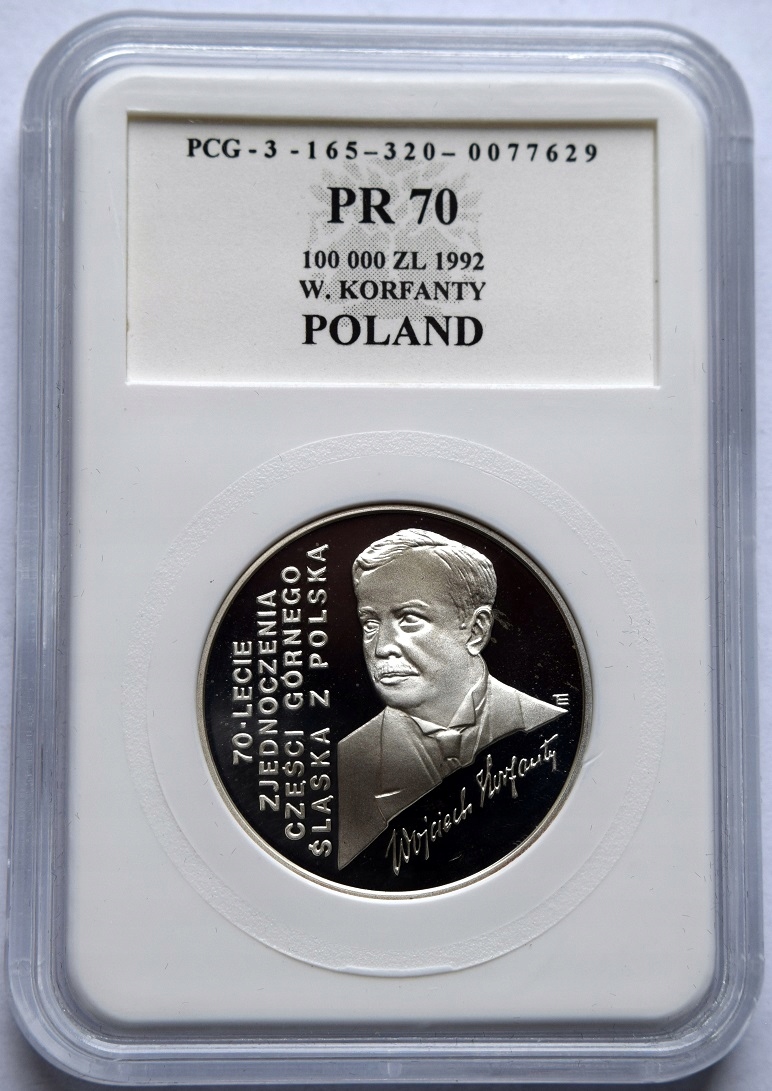 PCG - 3 - 165 - 320 - 0077629
PR 70
100 000 ZL 1992
W. KORFANTY
POLAND
70-LECIE
ZJEDNOCZENIA
CZĘŚCI GÓRNEGO
ŚLĄSKA Z POLSKĄ
Wojciech Korfanty